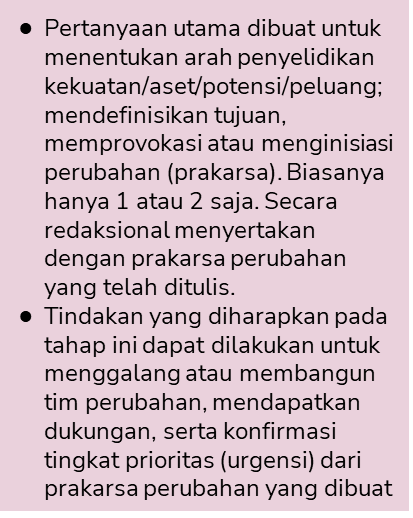 ● Pertanyaan utama dibuat untuk
menentukan arah penyelidikan
kekuatan/aset/potensi/peluang;
mendefinisikan tujuan,
memprovokasi atau menginisiasi
perubahan (prakarsa). Biasanya
hanya 1 atau 2 saja. Secara
redaksional menyertakan
dengan prakarsa perubahan
yang telah ditulis.
● Tindakan yang diharapkan pada
tahap ini dapat dilakukan untuk
menggalang atau membangun
tim perubahan, mendapatkan
dukungan, serta konfirmasi
tingkat prioritas (urgensi) dari
prakarsa perubahan yang dibuat